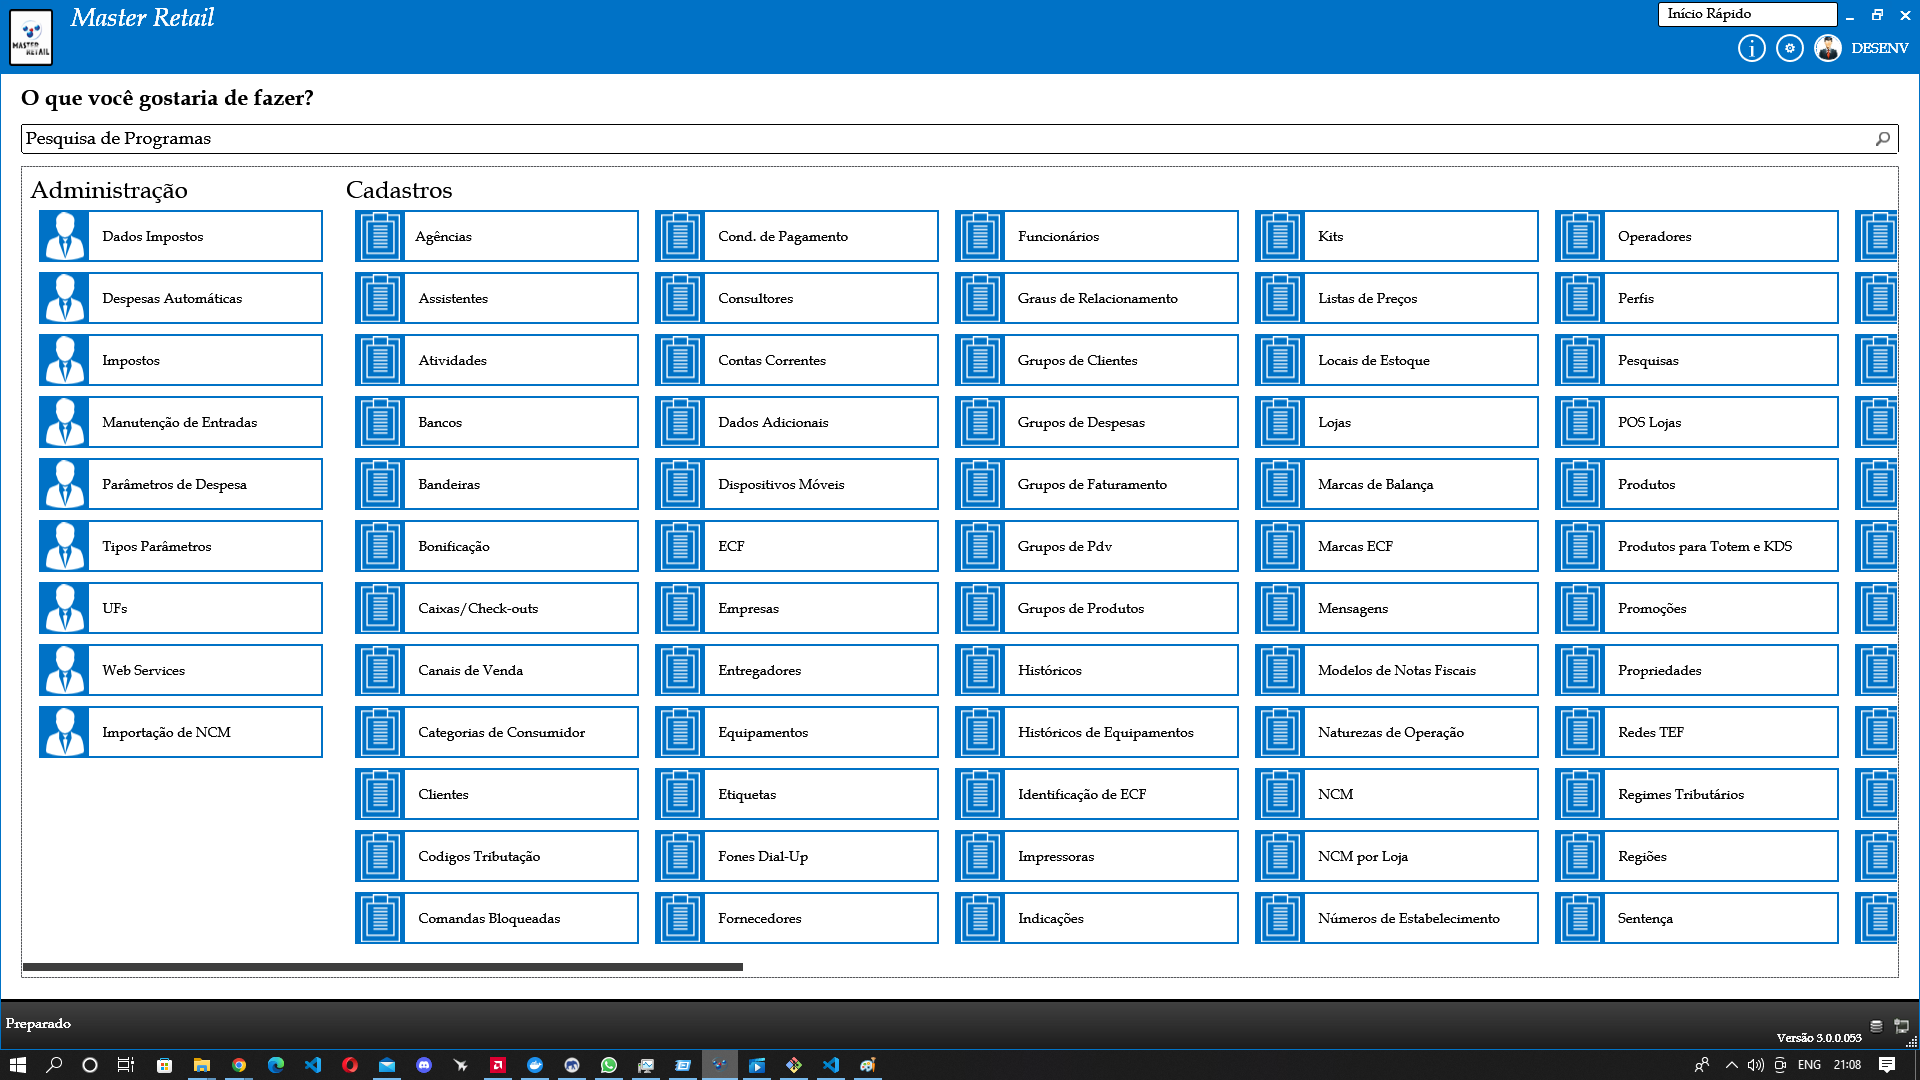 Master Retail
MASTER
RETAIL
Início Rápido
DESENV
O que você gostaria de fazer?
Pesquisa de Programas
Administração
Dados Impostos
Despesas Automáticas
Impostos
Manutenção de Entradas
Parâmetros de Despesa
Tipos Parâmetros
UFs
Web Services
Importação de NCM
Cadastros
Agências
Assistentes
Atividades
Bancos
Bandeiras
Bonificação
Caixas/Check-outs
Canais de Venda
Categorias de Consumidor
Clientes
Codigos Tributação
Comandas Bloqueadas
Cond. de Pagamento
Consultores
Contas Correntes
Dados Adicionais
Dispositivos Móveis
ECF
Empresas
Entregadores
Equipamentos
Etiquetas
Fones Dial-Up
Fornecedores
Funcionários
Graus de Relacionamento
Grupos de Clientes
Grupos de Despesas
Grupos de Faturamento
Grupos de Pdv
Grupos de Produtos
Históricos
Históricos de Equipamentos
Identificação de ECF
Impressoras
Indicações
Kits
Listas de Preços
Locais de Estoque
Lojas
Marcas de Balança
Marcas ECF
Mensagens
Modelos de Notas Fiscais
Naturezas de Operação
NCM
NCM por Loja
Números de Estabelecimento
Operadores
Perfis
Pesquisas
POS Lojas
Produtos
Produtos para Totem e KDS
Promoções
Propriedades
Redes TEF
Regimes Tributários
Regiões
Sentença
Preparado
Versão 3.0.0.053
ENG
21:08